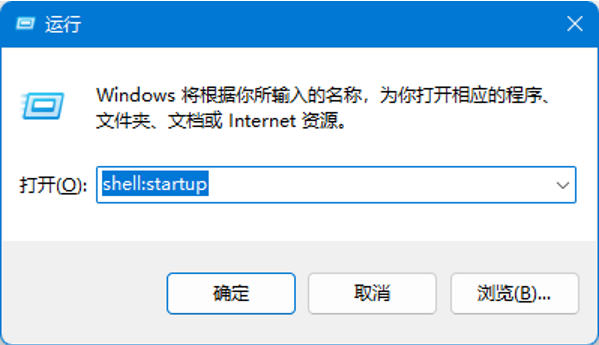 运行
Windows 将根据你所输入的名称，为你打开相应的程序、
文件夹、文档或 Internet 资源。
打开(O): shell:startup
确定 取消 浏览(B)...